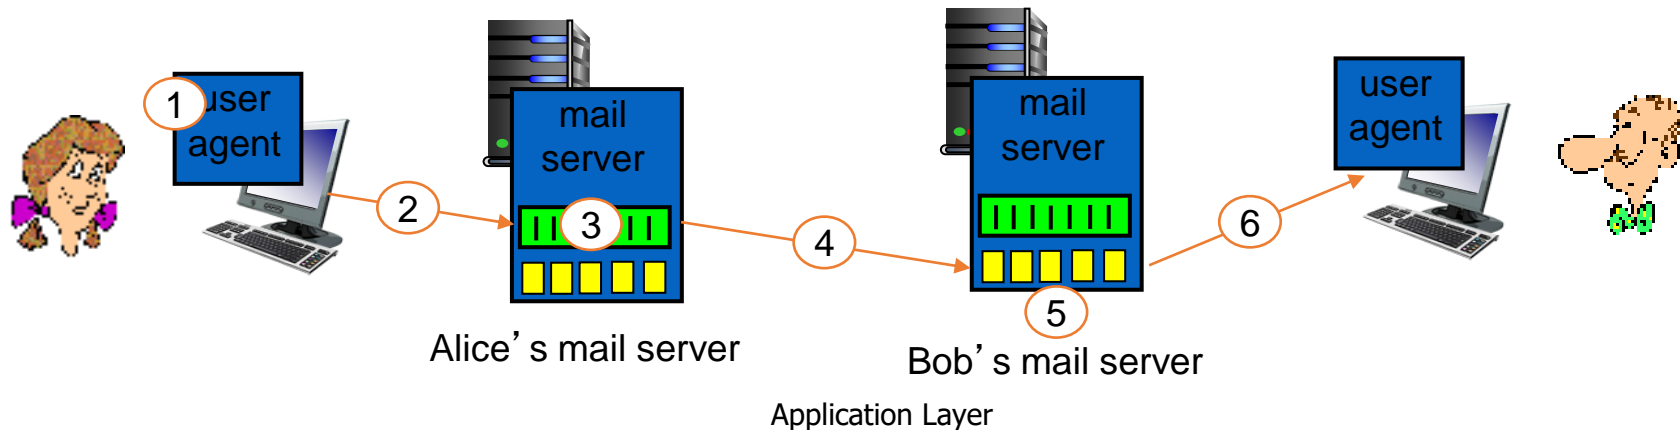 1
user
agent
2
mail
server
3
Alice’s mail server
4
mail
server
5
Bob’s mail server
6
user
agent
Application Layer